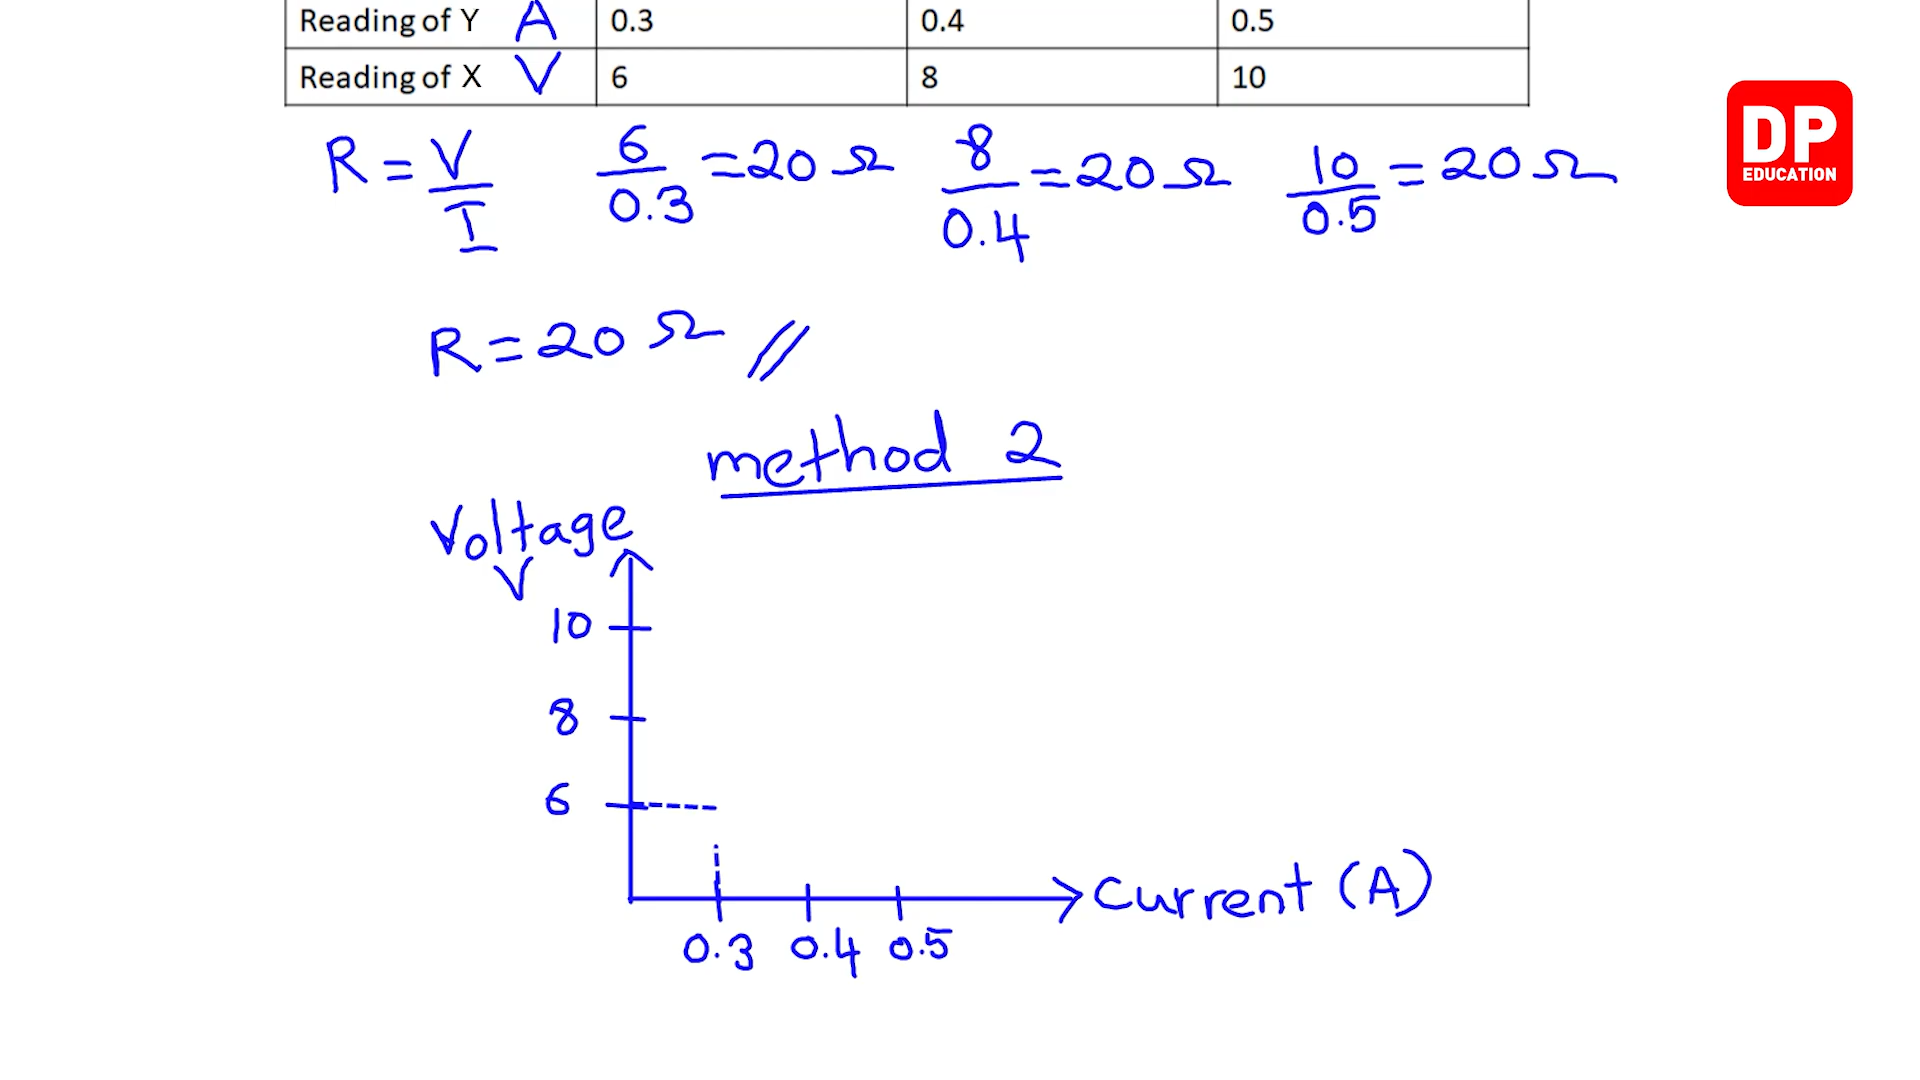 Reading of Y A 0.3 0.4 0.5
Reading of X V 6 8 10
DP
EDUCATION
R = V/I 6/0.3 = 20 Ω 8/0.4 = 20 Ω 10/0.5 = 20 Ω
R = 20 Ω //
method 2
Voltage
V
10
8
6
Current (A)
0.3 0.4 0.5